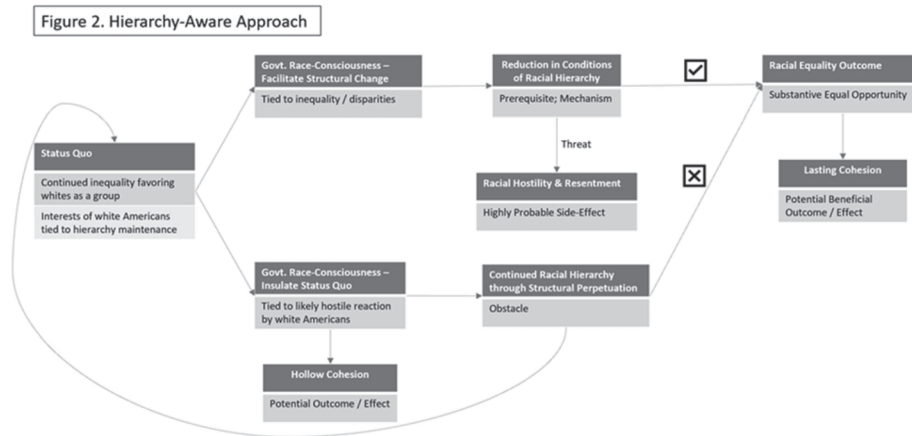 Figure 2. Hierarchy-Aware Approach
Govt. Race-Consciousness –
Facilitate Structural Change
Tied to inequality / disparities
Reduction in Conditions
of Racial Hierarchy
Prerequisite; Mechanism
Racial Equality Outcome
Substantive Equal Opportunity
Threat
Status Quo
Continued inequality favoring
whites as a group
Interests of white Americans
tied to hierarchy maintenance
Racial Hostility & Resentment
Highly Probable Side-Effect
Lasting Cohesion
Potential Beneficial
Outcome / Effect
Govt. Race-Consciousness –
Insulate Status Quo
Tied to likely hostile reaction
by white Americans
Continued Racial Hierarchy
through Structural Perpetuation
Obstacle
Hollow Cohesion
Potential Outcome / Effect